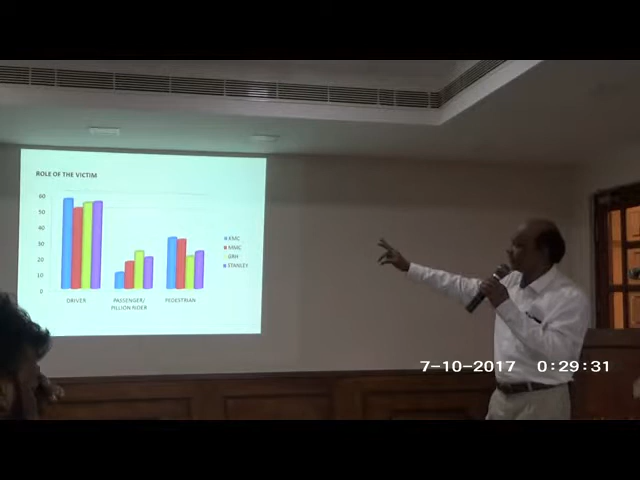 ROLE OF THE VICTIM
60
50
40
30
20
10
0
DRIVER
PASSENGER/
PILLION RIDER
PEDESTRIAN
KMC
MMC
GRH
STANLEY
7-10-2017 0:29:31